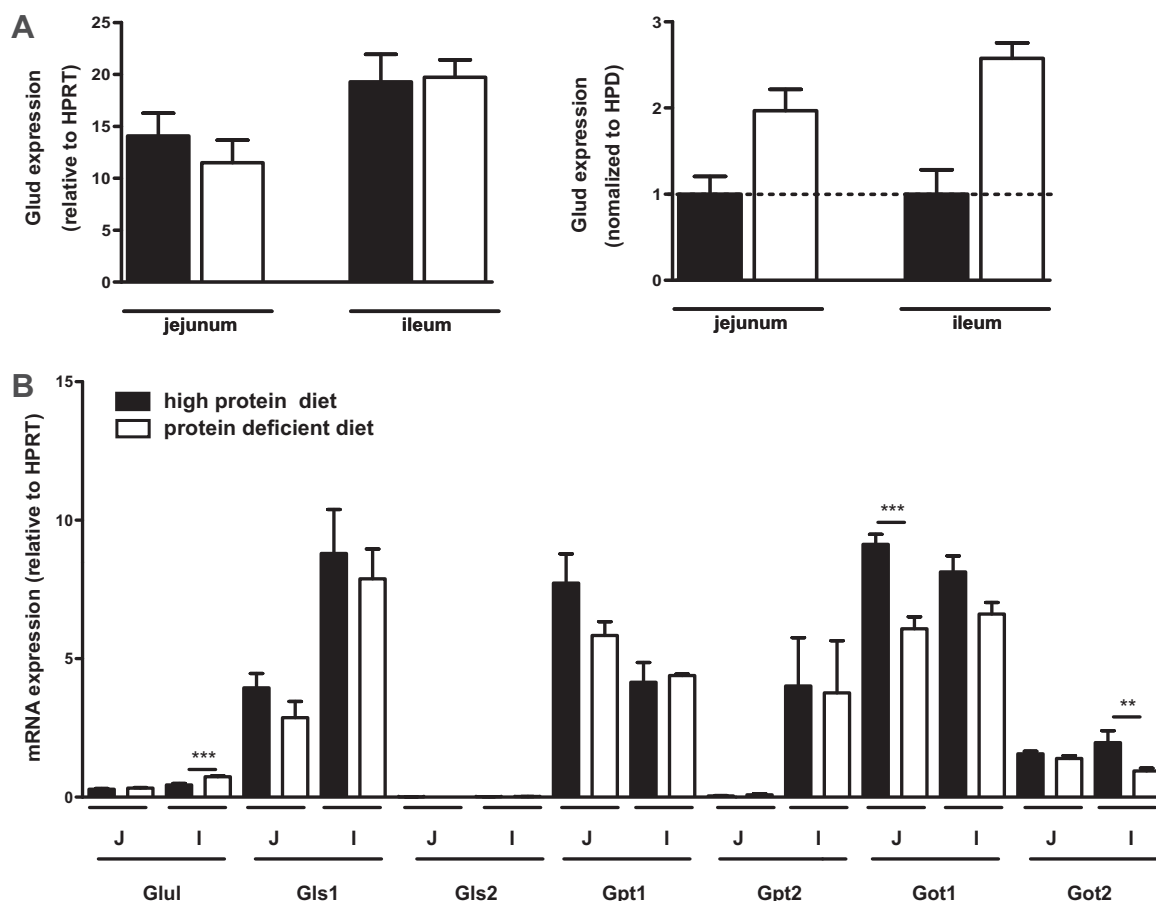 A
Glud expression
(relative to HPRT)
25
20
15
10
5
0
jejunum
ileum
Glud expression
(nomalized to HPD)
3
2
1
0
jejunum
ileum
B
mRNA expression (relative to HPRT)
15
10
5
0
high protein diet
protein deficient diet
***
***
**
J I J I J I J I J I J I J I
Glul Gls1 Gls2 Gpt1 Gpt2 Got1 Got2